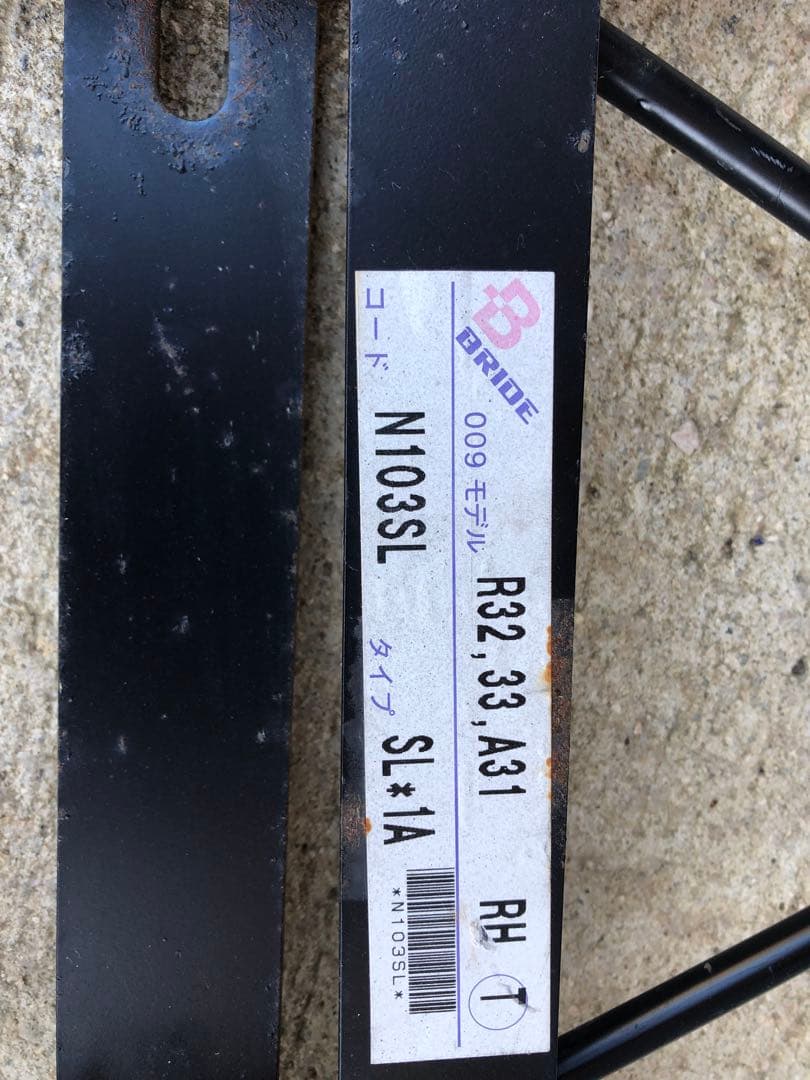 BRIDE
009 モデル R32,33,A31 RH T
コード N103SL タイプ SL*1A
*N103SL*